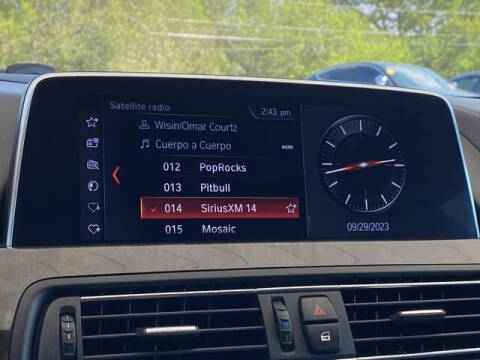 Satellite radio
2:43 pm
Wisin/Omar Courtz
Cuerpo a Cuerpo
012 PopRocks
013 Pitbull
014 SiriusXM 14
015 Mosaic
09/29/2023